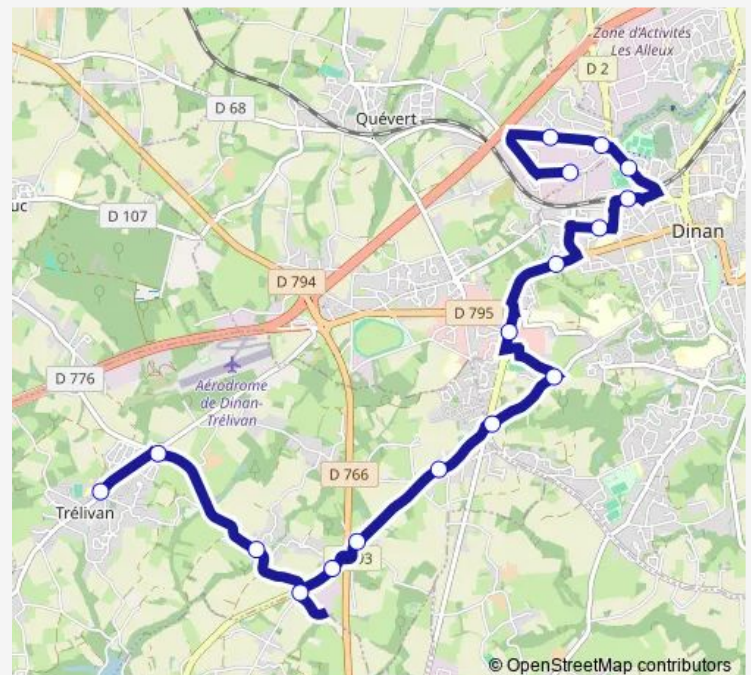 Zone d'Activités
Les Alleux
D 2
D 68
Quévert
D 107
Dinan
D 794
D 795
D 776
Aérodrome
de Dinan-
Trélivan
D 766
Trélivan
© OpenStreetMap contributors